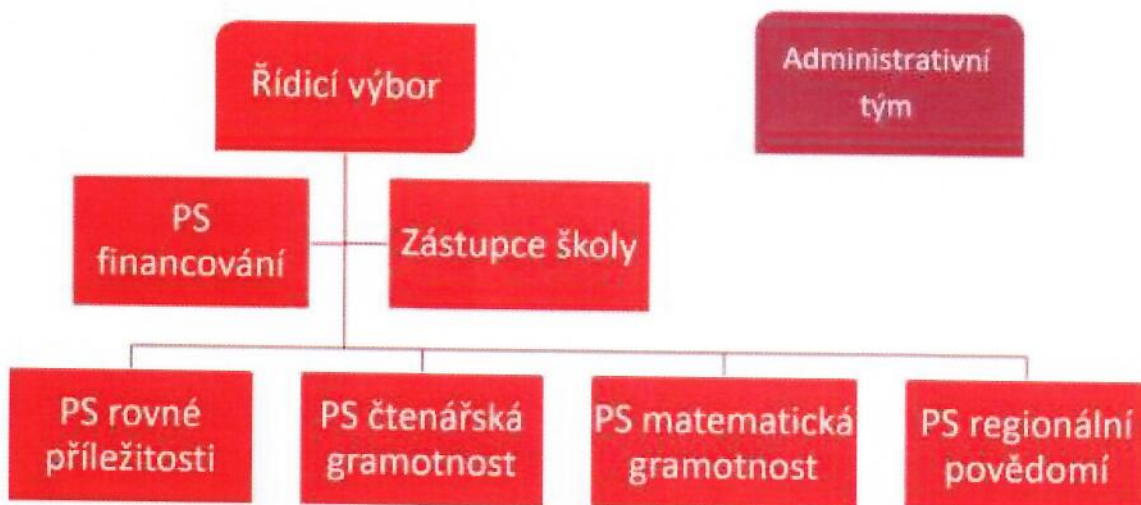 Řídicí výbor
Administrativní
tým
PS
financování
Zástupce školy
PS rovné
příležitosti
PS čtenářská
gramotnost
PS matematická
gramotnost
PS regionální
povědomí